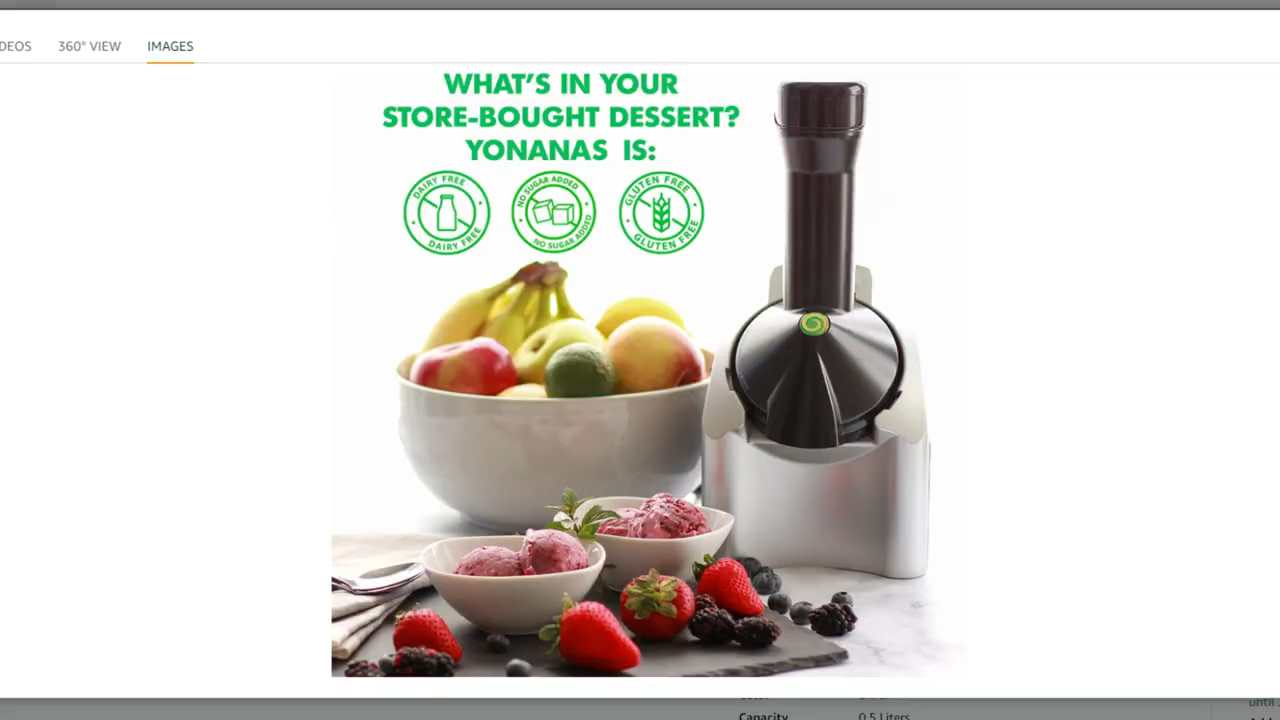 DEOS
360° VIEW
IMAGES
WHAT'S IN YOUR
STORE-BOUGHT DESSERT?
YONANAS IS:
DAIRY FREE
DAIRY FREE
NO SUGAR ADDED
NO SUGAR ADDED
GLUTEN FREE
GLUTEN FREE
Capacity
0.5 Liters
until